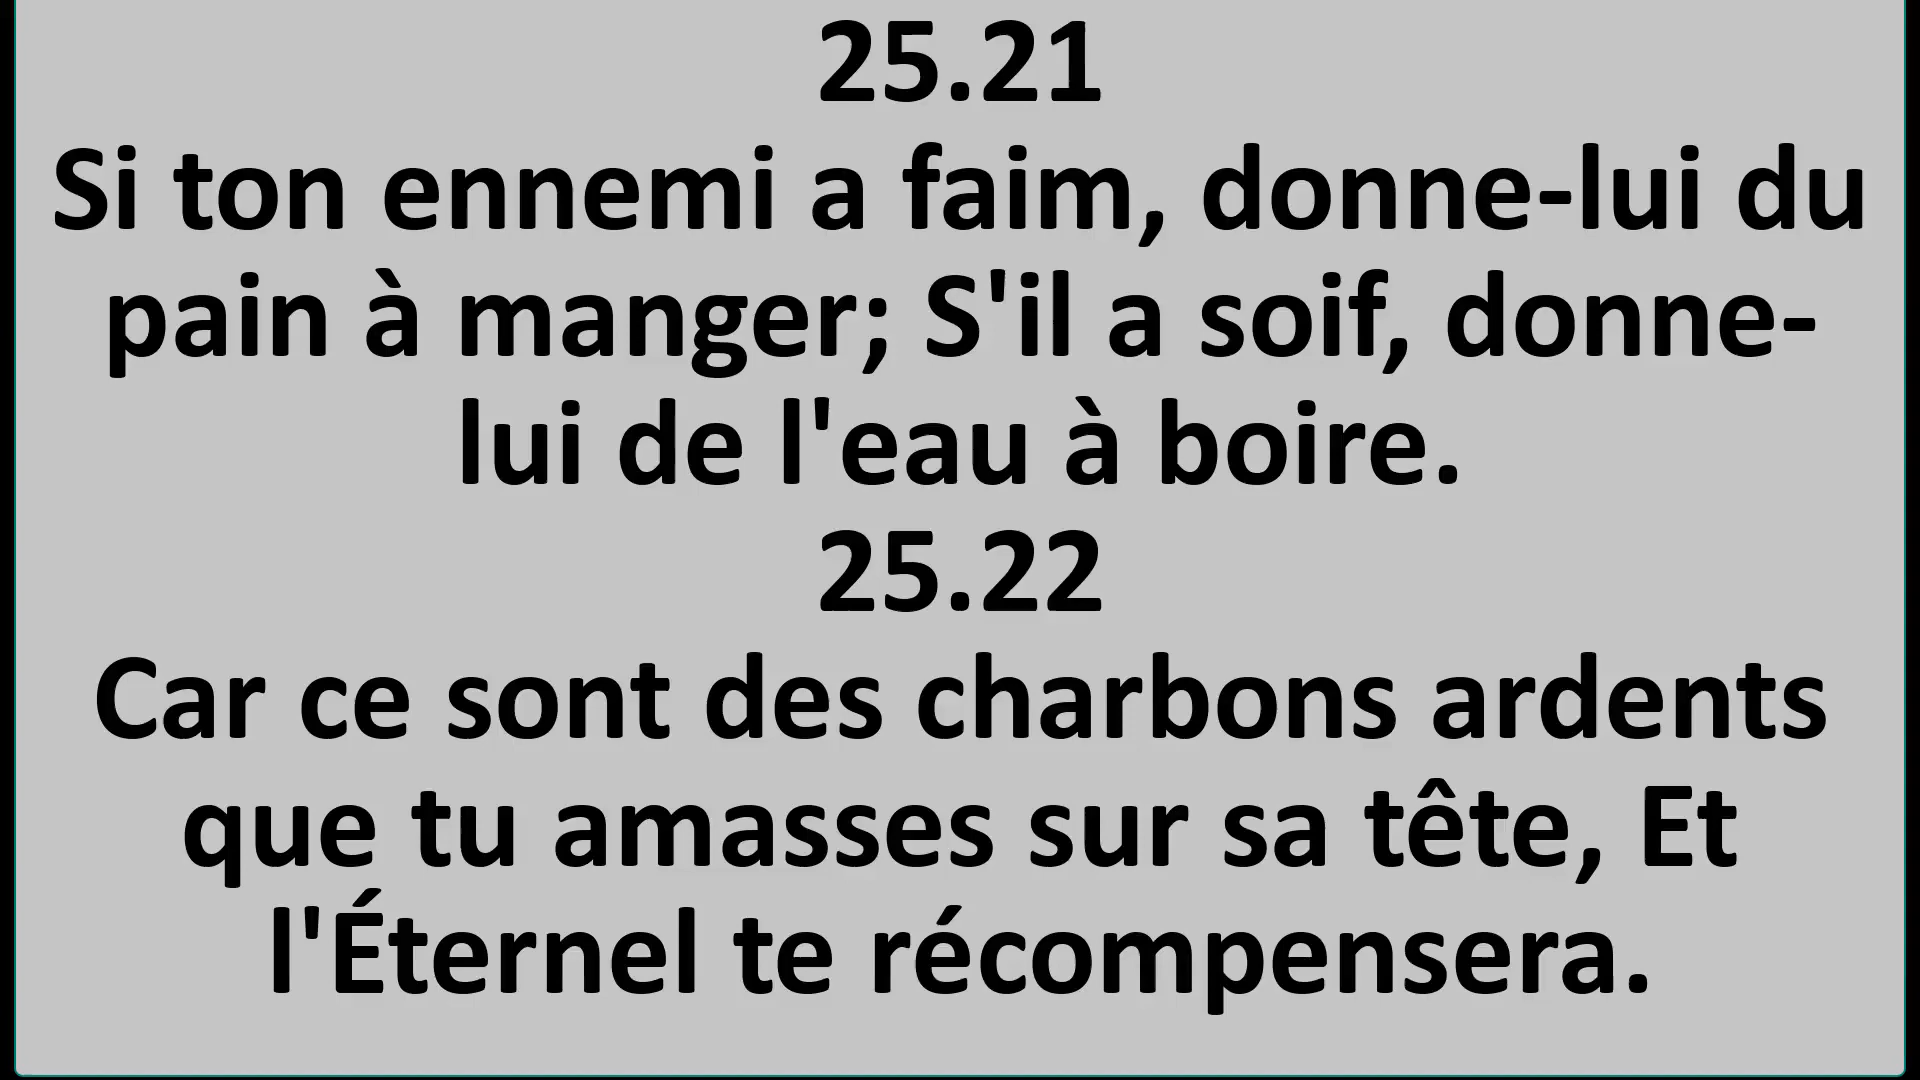 25.21
Si ton ennemi a faim, donne-lui du
pain à manger; S'il a soif, donne-
lui de l'eau à boire.
25.22
Car ce sont des charbons ardents
que tu amasses sur sa tête, Et
l'Éternel te récompensera.